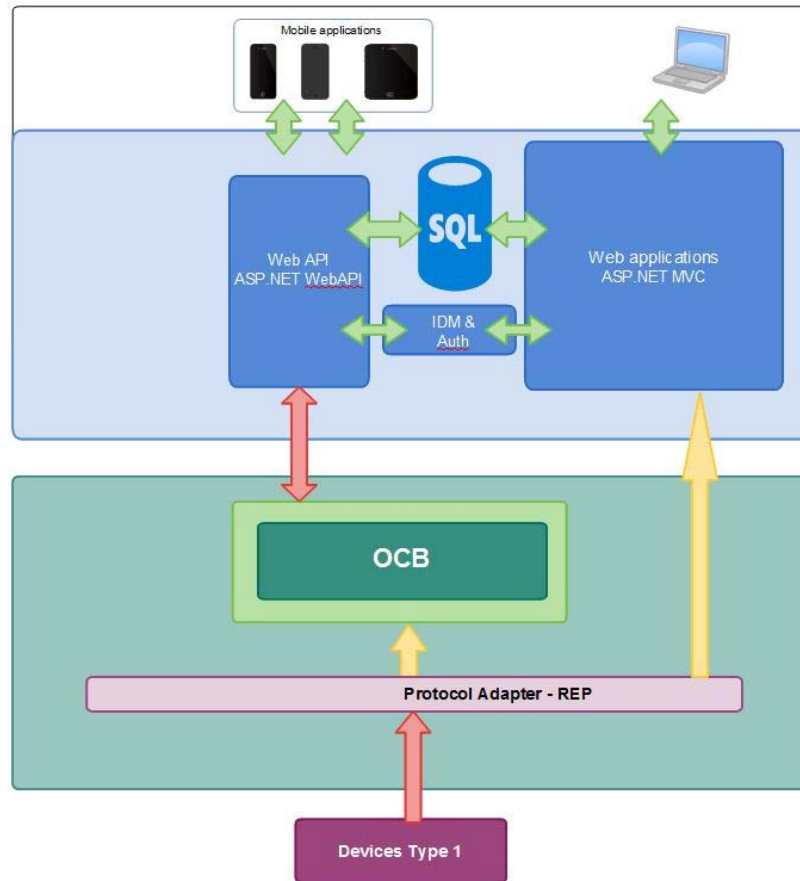 Mobile applications
SQL
Web API
ASP.NET WebAPI
Web applications
ASP.NET MVC
IDM &
Auth
OCB
Protocol Adapter - REP
Devices Type 1